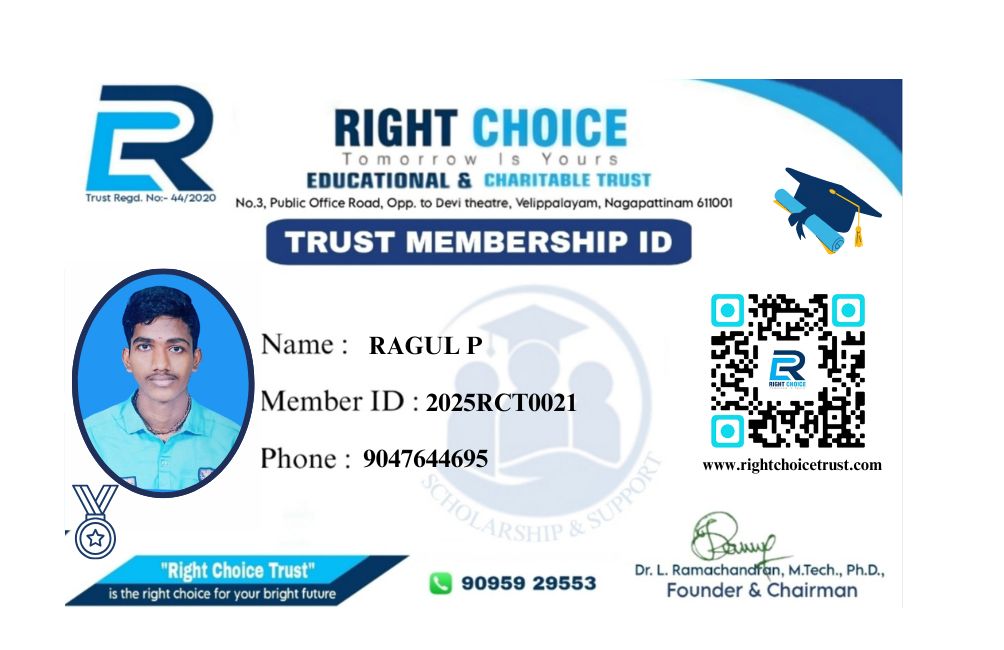 Trust Regd. No:- 44/2020
RIGHT CHOICE
Tomorrow Is Yours
EDUCATIONAL & CHARITABLE TRUST
No.3, Public Office Road, Opp. to Devi theatre, Velippalayam, Nagapattinam 611001
TRUST MEMBERSHIP ID
Name : RAGUL P
Member ID : 2025RCT0021
Phone : 9047644695
SCHOLARSHIP & SUPPORT
RIGHT CHOICE
www.rightchoicetrust.com
"Right Choice Trust"
is the right choice for your bright future
90959 29553
Dr. L. Ramachandran, M.Tech., Ph.D.,
Founder & Chairman